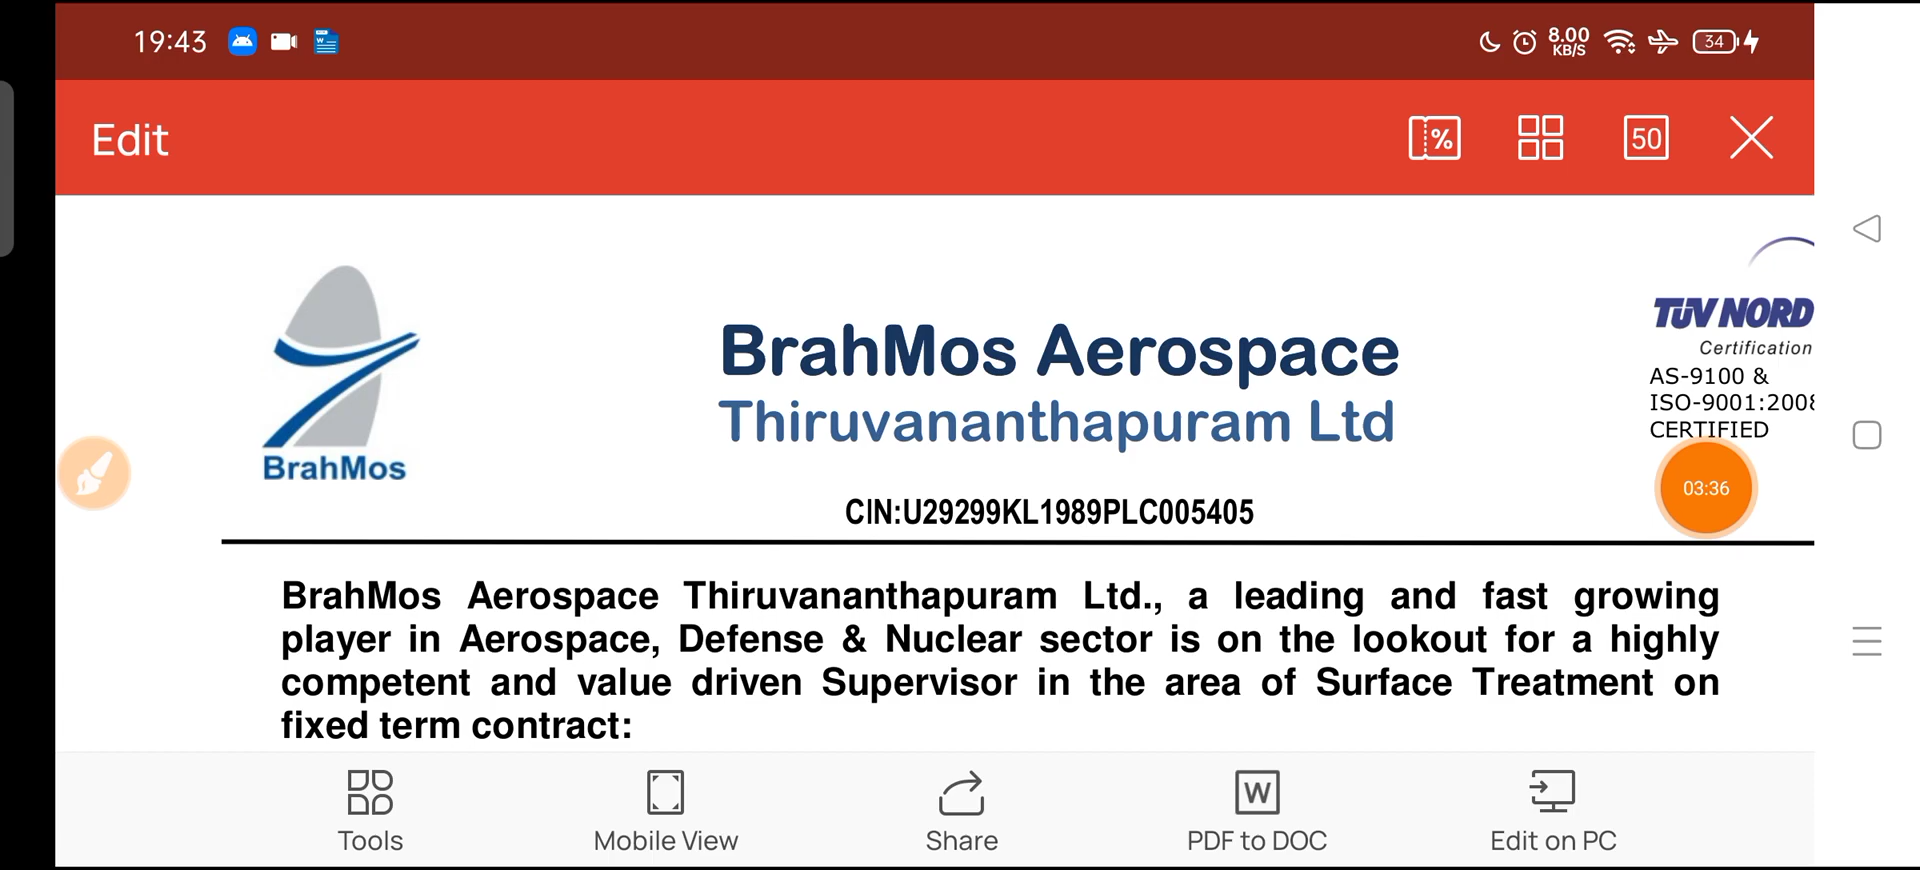 19:43
8.00
KB/S
34
Edit
%
50
TÜV NORD
Certification
BrahMos Aerospace
AS-9100 &
ISO-9001:2008
Thiruvananthapuram Ltd
CERTIFIED
BrahMos
03:36
CIN:U29299KL1989PLC005405
BrahMos Aerospace Thiruvananthapuram Ltd., a leading and fast growing
player in Aerospace, Defense & Nuclear sector is on the lookout for a highly
competent and value driven Supervisor in the area of Surface Treatment on
fixed term contract:
W
Tools
Mobile View
Share
PDF to DOC
Edit on PC